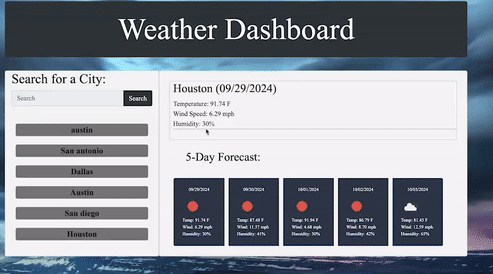 Weather Dashboard
Search for a City:
Search
Search
austin
San antonio
Dallas
Austin
San diego
Houston
Houston (09/29/2024)
Temperature: 91.74 F
Wind Speed: 6.29 mph
Humidity: 30%
5-Day Forecast:
09/29/2024
Temp: 91.74 F
Wind: 6.29 mph
Humidity: 30%
09/30/2024
Temp: 87.48 F
Wind: 11.37 mph
Humidity: 41%
10/01/2024
Temp: 91.94 F
Wind: 4.68 mph
Humidity: 30%
10/02/2024
Temp: 86.79 F
Wind: 8.70 mph
Humidity: 42%
10/03/2024
Temp: 81.45 F
Wind: 12.59 mph
Humidity: 65%